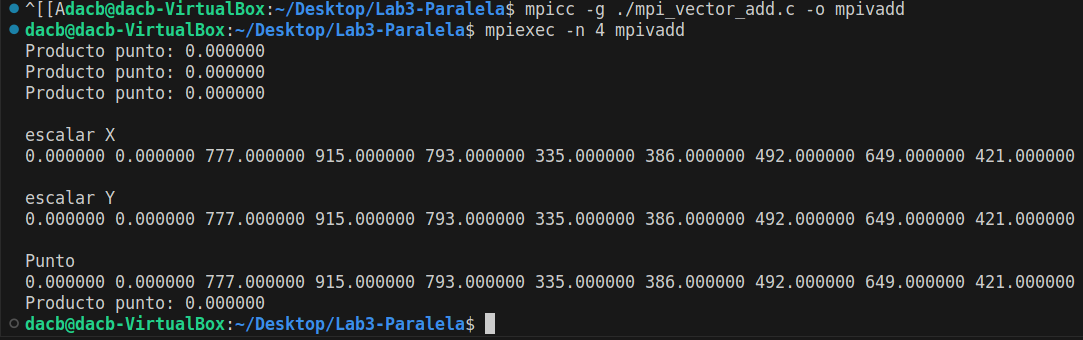 ^[[Adacb@dacb-VirtualBox:~/Desktop/Lab3-Paralela$ mpicc -g ./mpi_vector_add.c -o mpivadd
dacb@dacb-VirtualBox:~/Desktop/Lab3-Paralela$ mpiexec -n 4 mpivadd
Producto punto: 0.000000
Producto punto: 0.000000
Producto punto: 0.000000
escalar X
0.000000 0.000000 777.000000 915.000000 793.000000 335.000000 386.000000 492.000000 649.000000 421.000000
escalar Y
0.000000 0.000000 777.000000 915.000000 793.000000 335.000000 386.000000 492.000000 649.000000 421.000000
Punto
0.000000 0.000000 777.000000 915.000000 793.000000 335.000000 386.000000 492.000000 649.000000 421.000000
Producto punto: 0.000000
dacb@dacb-VirtualBox:~/Desktop/Lab3-Paralela$